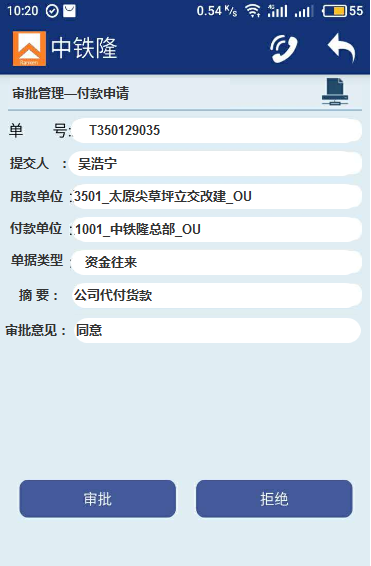 10:20 0.54 K/s 4G 55
中铁隆
审批管理—付款申请
单 号: T350129035
提交人 : 吴浩宁
用款单位 : 3501_太原尖草坪立交改建_OU
付款单位 : 1001_中铁隆总部_OU
单据类型 : 资金往来
摘 要 : 公司代付货款
审批意见 : 同意
审批 拒绝